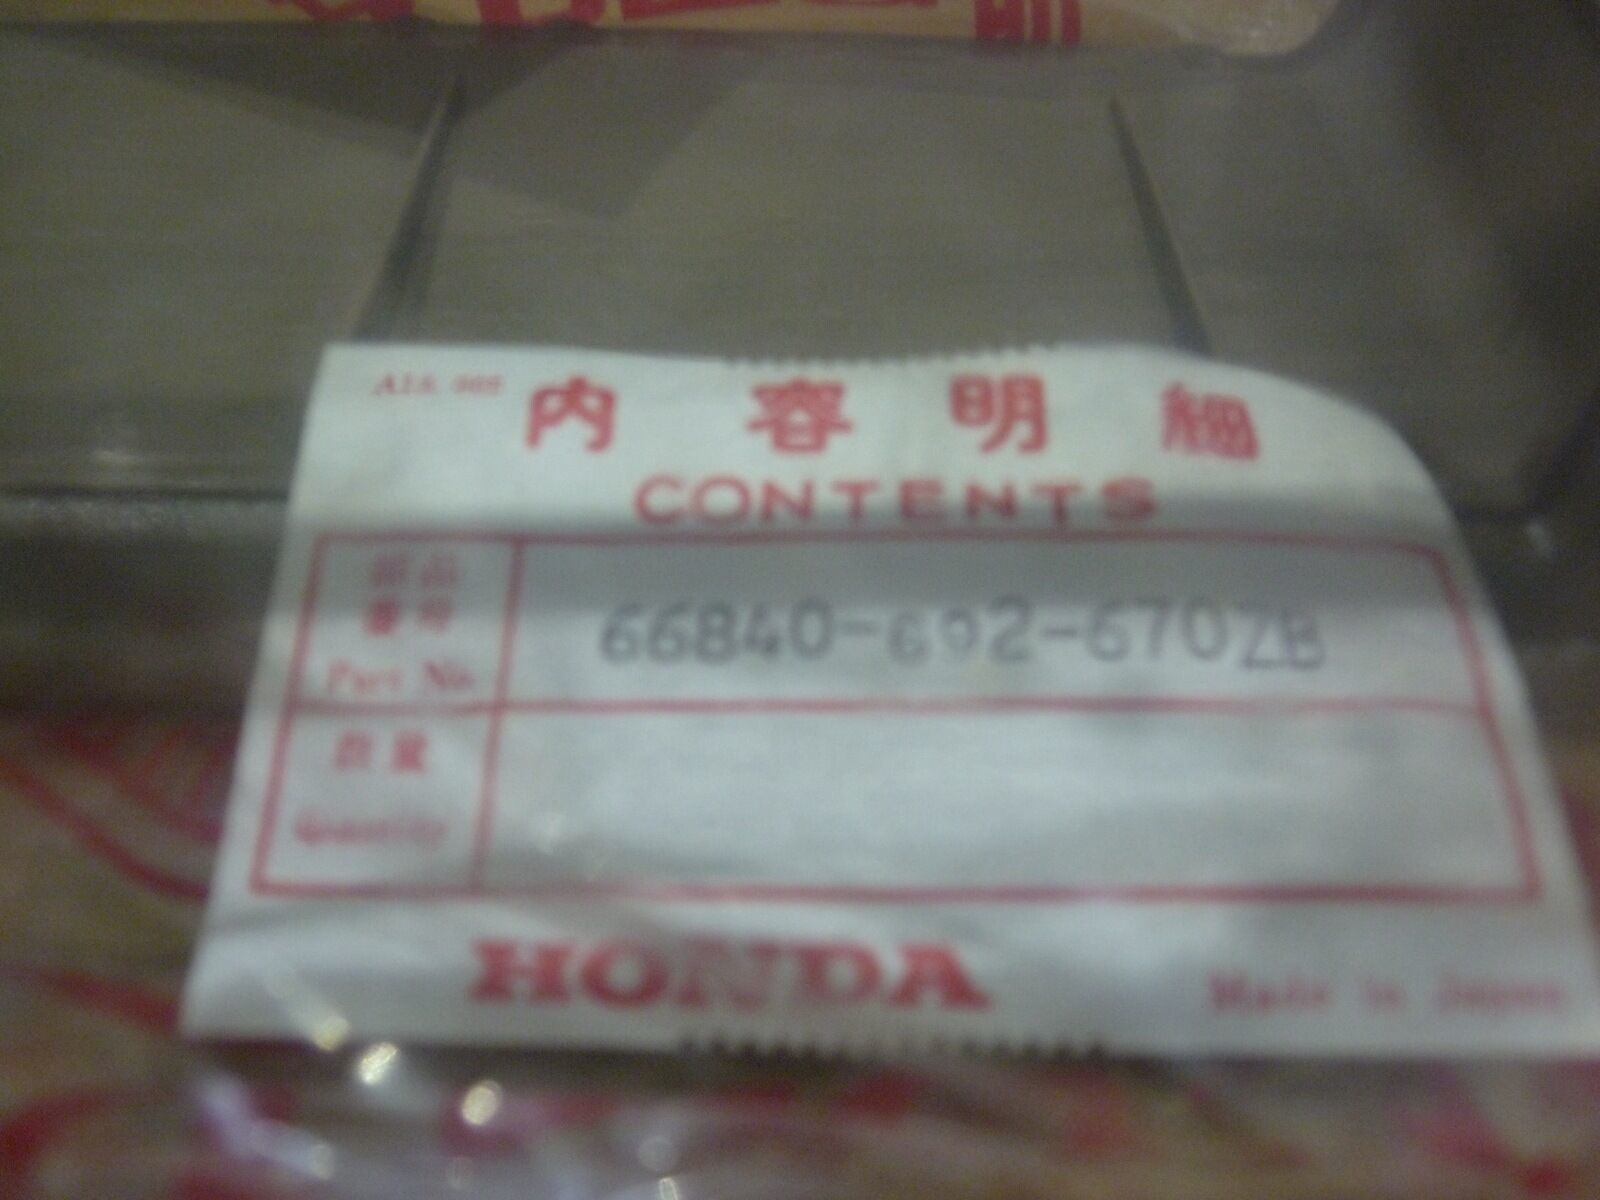 内容明細
CONTENTS
部品
番号
Part No.
66840-692-670ZB
数量
Quantity
HONDA
Made in Japan